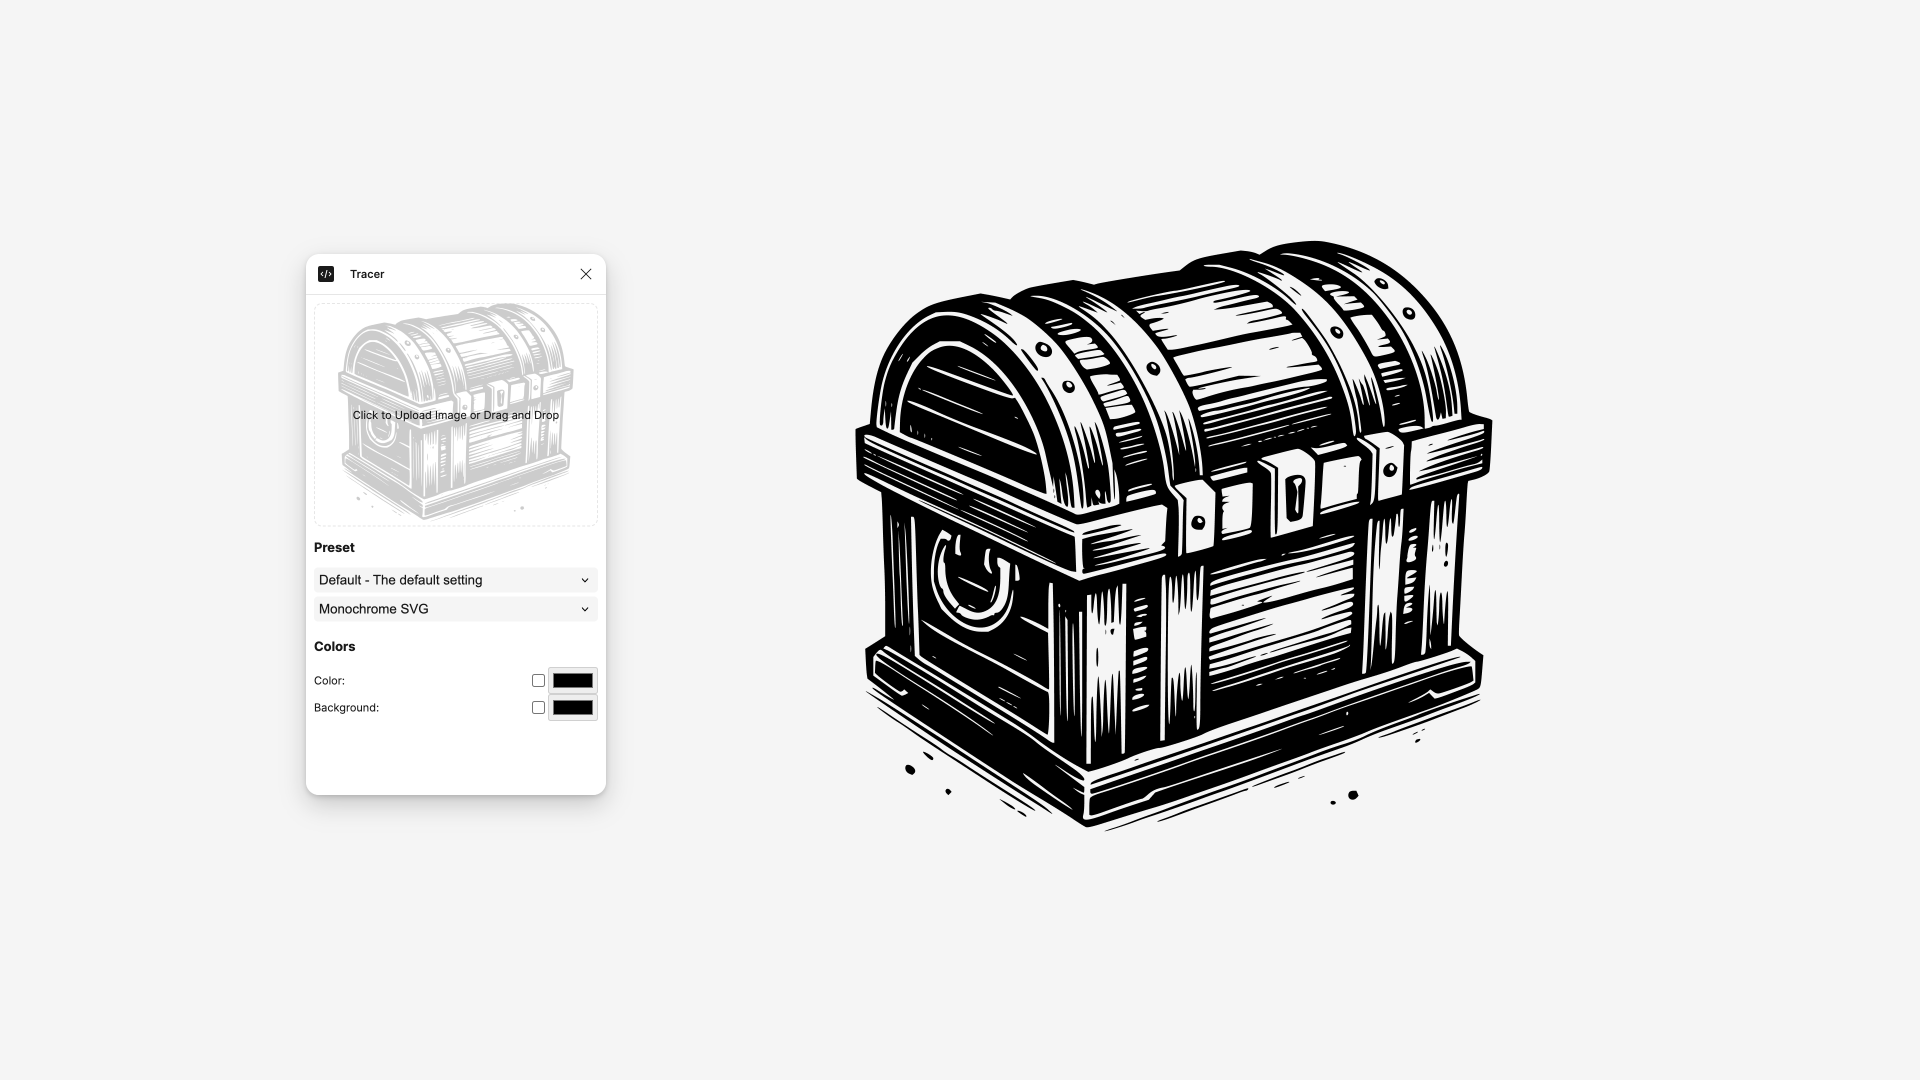 Tracer
Click to Upload Image or Drag and Drop
Preset
Default - The default setting
Monochrome SVG
Colors
Color:
Background: